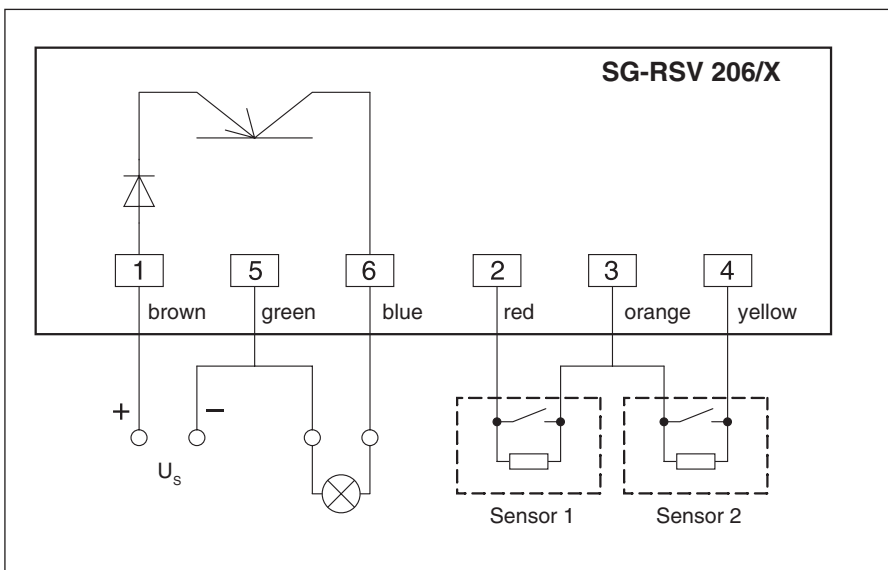 SG-RSV 206/X
1 5 6 2 3 4
brown green blue red orange yellow
+ −
U_S
Sensor 1 Sensor 2